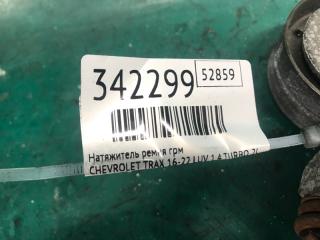 342299 52859
Натяжитель ремня грм
CHEVROLET TRAX 16-22 LUV 1.4 TURBO